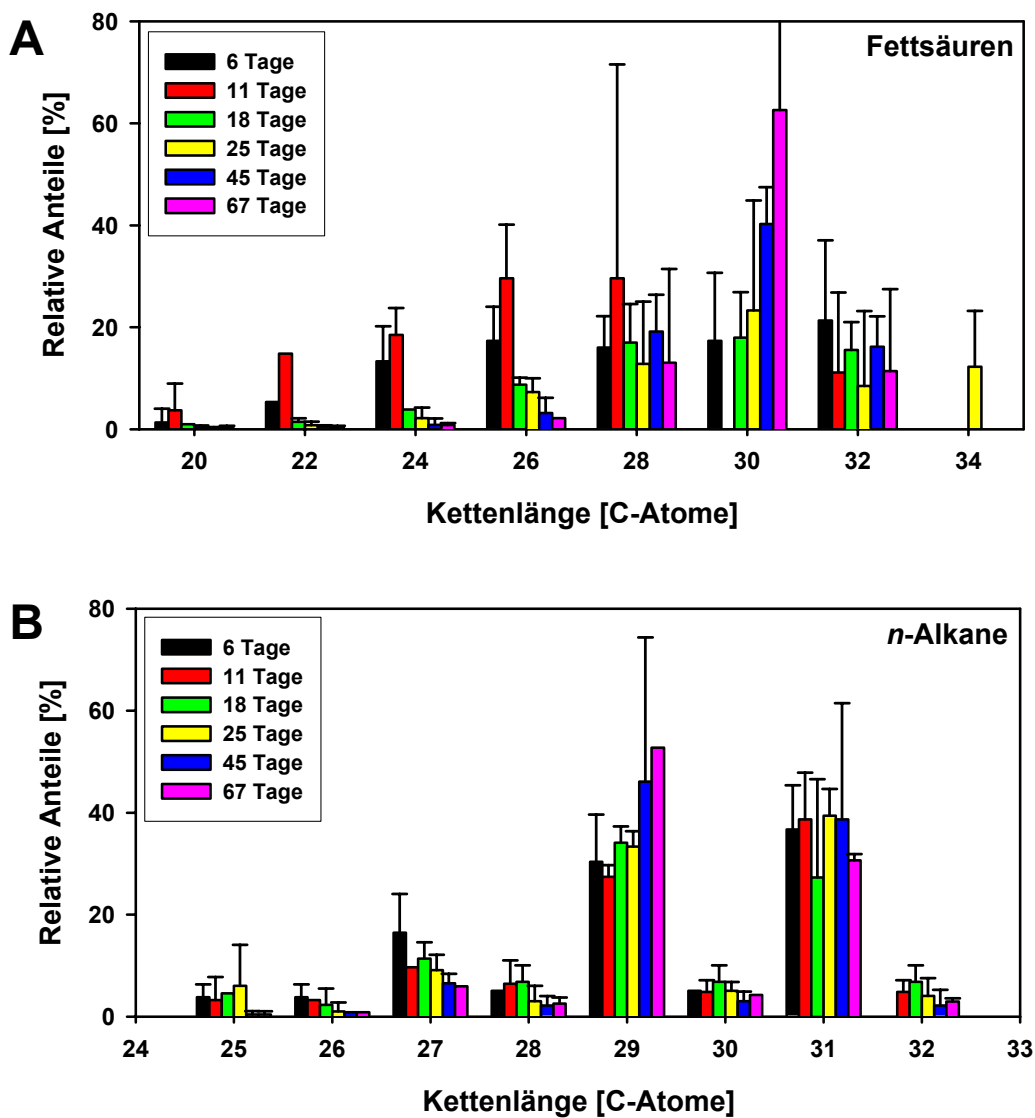 A
Fettsäuren
6 Tage
11 Tage
18 Tage
25 Tage
45 Tage
67 Tage
Relative Anteile [%]
80
60
40
20
0
20 22 24 26 28 30 32 34
Kettenlänge [C-Atome]
B
n-Alkane
6 Tage
11 Tage
18 Tage
25 Tage
45 Tage
67 Tage
Relative Anteile [%]
80
60
40
20
0
24 25 26 27 28 29 30 31 32 33
Kettenlänge [C-Atome]